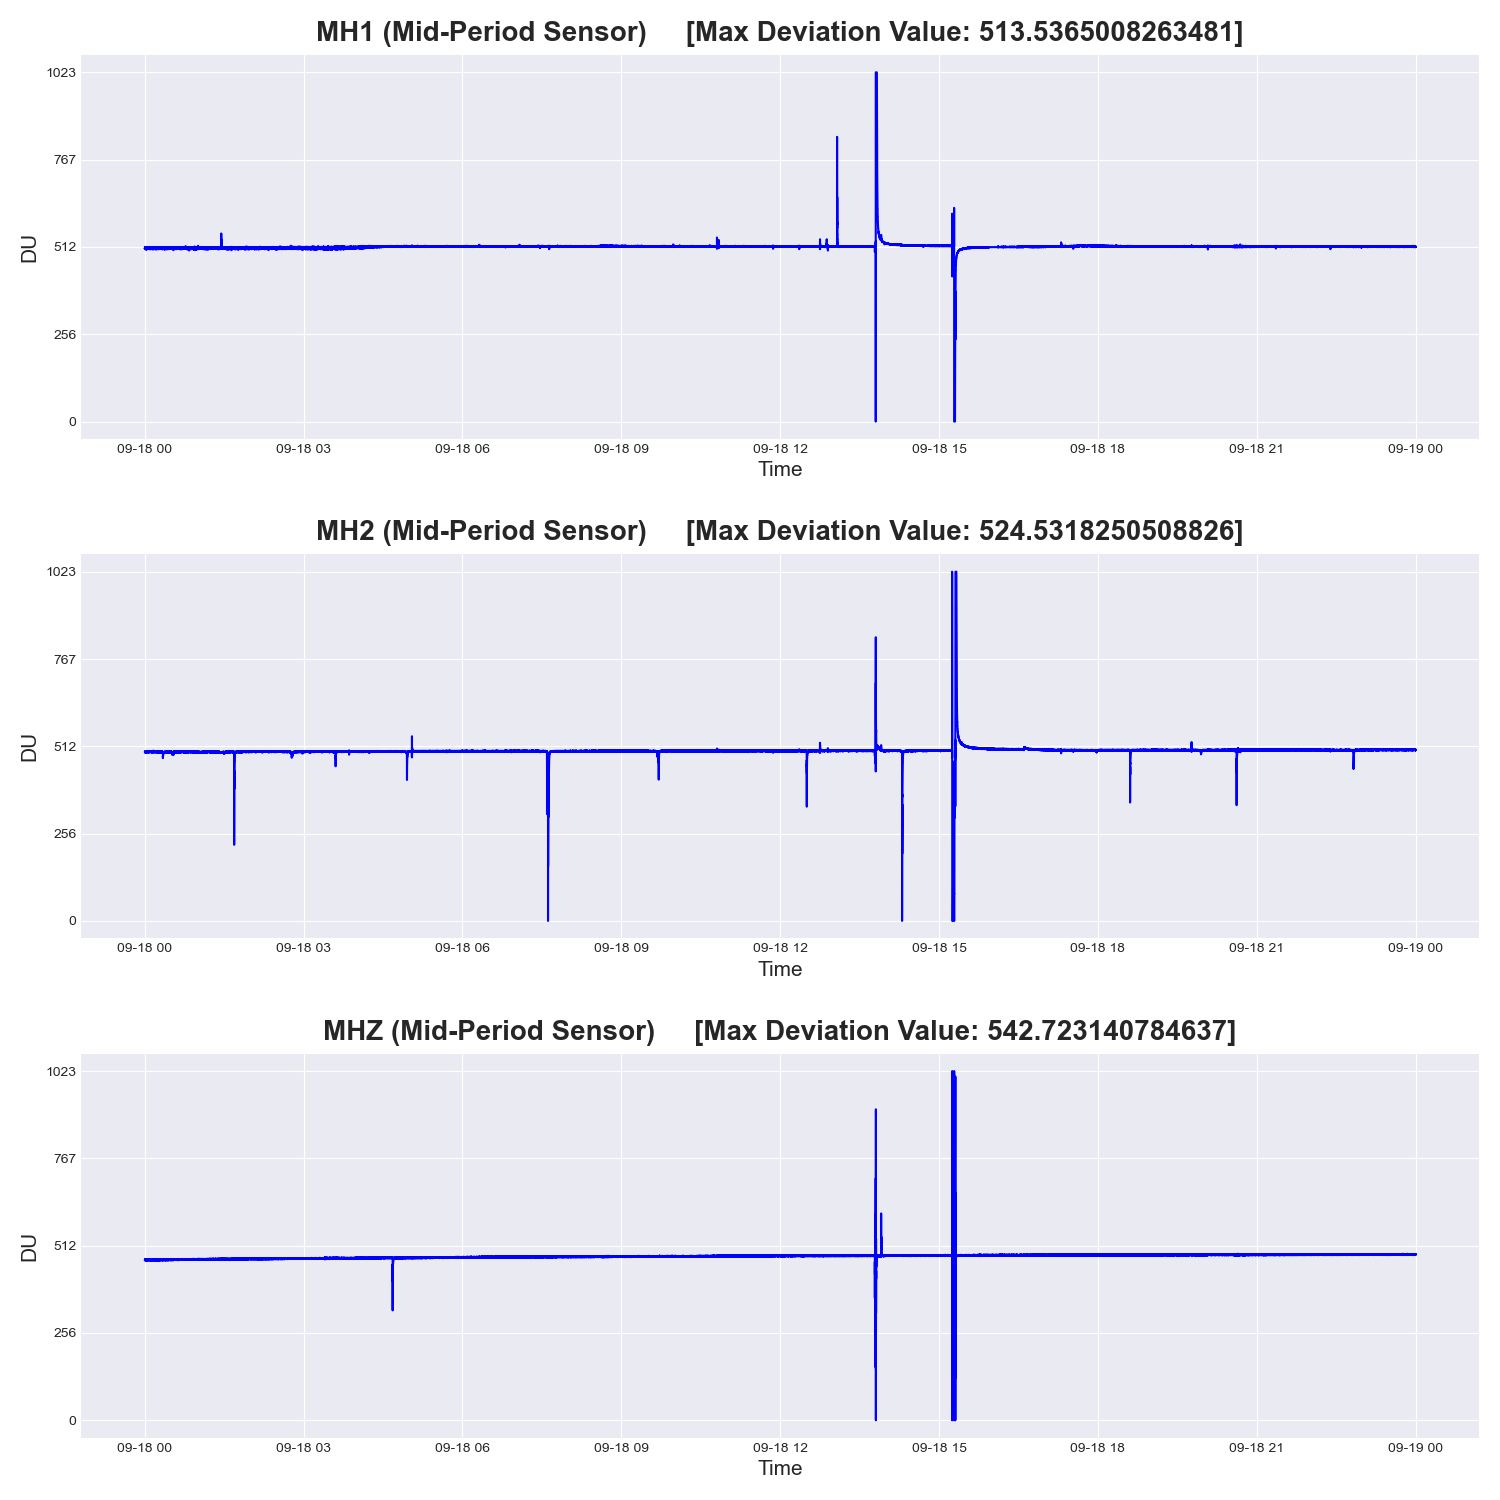 MH1 (Mid-Period Sensor) [Max Deviation Value: 513.5365008263481]
1023
767
512
256
0
DU
09-18 00 09-18 03 09-18 06 09-18 09 09-18 12 09-18 15 09-18 18 09-18 21 09-19 00
Time
MH2 (Mid-Period Sensor) [Max Deviation Value: 524.5318250508826]
1023
767
512
256
0
DU
09-18 00 09-18 03 09-18 06 09-18 09 09-18 12 09-18 15 09-18 18 09-18 21 09-19 00
Time
MHZ (Mid-Period Sensor) [Max Deviation Value: 542.723140784637]
1023
767
512
256
0
DU
09-18 00 09-18 03 09-18 06 09-18 09 09-18 12 09-18 15 09-18 18 09-18 21 09-19 00
Time